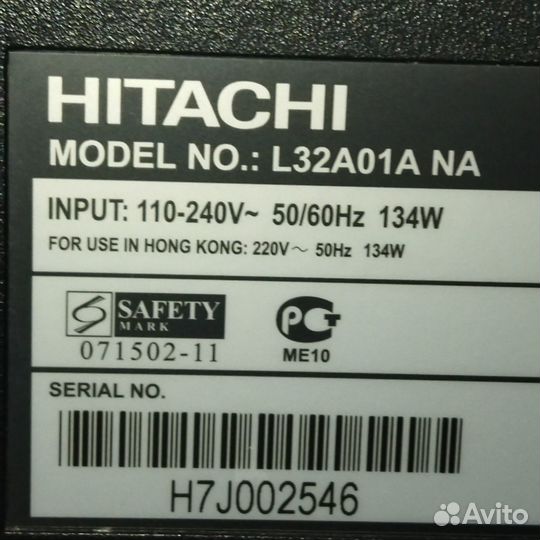 HITACHI
MODEL NO.: L32A01A NA
INPUT: 110-240V~ 50/60Hz 134W
FOR USE IN HONG KONG: 220V～ 50Hz 134W
SAFETY
MARK
071502-11
РСТ
ME10
SERIAL NO.
H7J002546
Avito